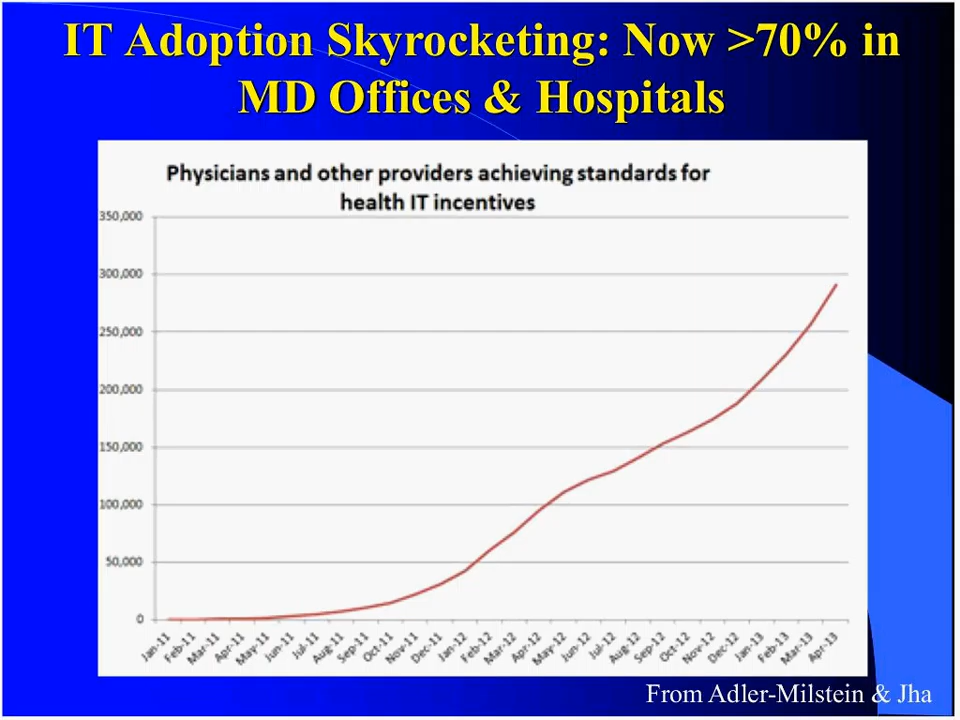 IT Adoption Skyrocketing: Now >70% in
MD Offices & Hospitals
Physicians and other providers achieving standards for
health IT incentives
350,000
300,000
250,000
200,000
150,000
100,000
50,000
0
Jan-11
Feb-11
Mar-11
Apr-11
May-11
Jun-11
Jul-11
Aug-11
Sep-11
Oct-11
Nov-11
Dec-11
Jan-12
Feb-12
Mar-12
Apr-12
May-12
Jun-12
Jul-12
Aug-12
Sep-12
Oct-12
Nov-12
Dec-12
Jan-13
Feb-13
Mar-13
Apr-13
From Adler-Milstein & Jha